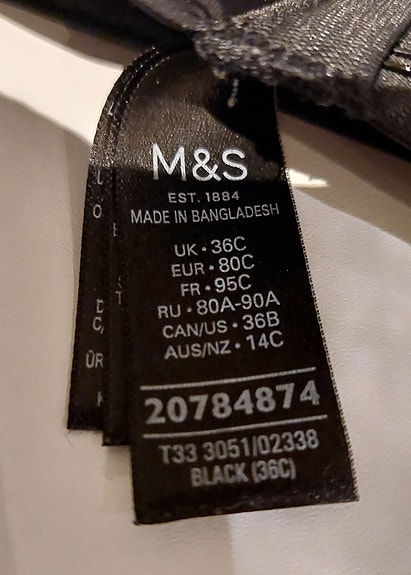 M&S
EST. 1884
MADE IN BANGLADESH
UK • 36C
EUR • 80C
FR • 95C
RU • 80A-90A
CAN/US • 36B
AUS/NZ • 14C
20784874
T33 3051/02338
BLACK (36C)